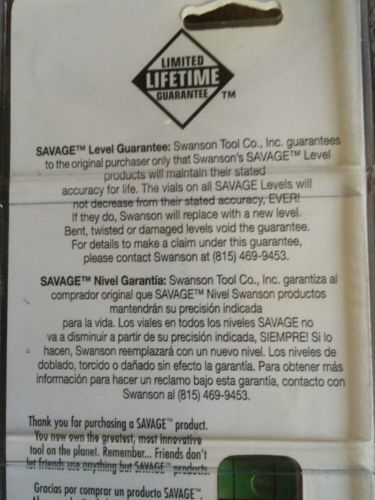 LIMITED
LIFETIME
GUARANTEE
TM
SAVAGE™ Level Guarantee: Swanson Tool Co., Inc. guarantees
to the original purchaser only that Swanson's SAVAGE™ Level
products will maintain their stated
accuracy for life. The vials on all SAVAGE Levels will
not decrease from their stated accuracy, EVER!
If they do, Swanson will replace with a new level.
Bent, twisted or damaged levels void the guarantee.
For details to make a claim under this guarantee,
please contact Swanson at (815) 469-9453.
SAVAGE™ Nivel Garantía: Swanson Tool Co., Inc. garantiza al
comprador original que SAVAGE™ Nivel Swanson productos
mantendrán su precisión indicada
para la vida. Los viales en todos los niveles SAVAGE no
va a disminuir a partir de su precisión indicada, SIEMPRE! Si lo
hacen, Swanson reemplazará con un nuevo nivel. Los niveles de
doblado, torcido o dañado sin efecto la garantía. Para obtener más
información para hacer un reclamo bajo esta garantía, contacto con
Swanson al (815) 469-9453.
Thank you for purchasing a SAVAGE™ product.
You now own the greatest, most innovative
tool on the planet. Remember... Friends don't
let friends use anything but SAVAGE™ products.
Gracias por comprar un producto SAVAGE™